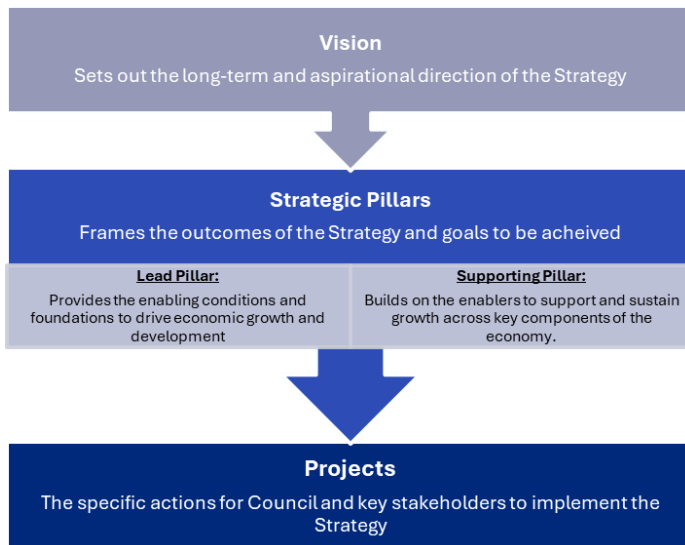 Vision
Sets out the long-term and aspirational direction of the Strategy
Strategic Pillars
Frames the outcomes of the Strategy and goals to be acheived
Lead Pillar:
Provides the enabling conditions and
foundations to drive economic growth and
development
Supporting Pillar:
Builds on the enablers to support and sustain
growth across key components of the
economy.
Projects
The specific actions for Council and key stakeholders to implement the
Strategy